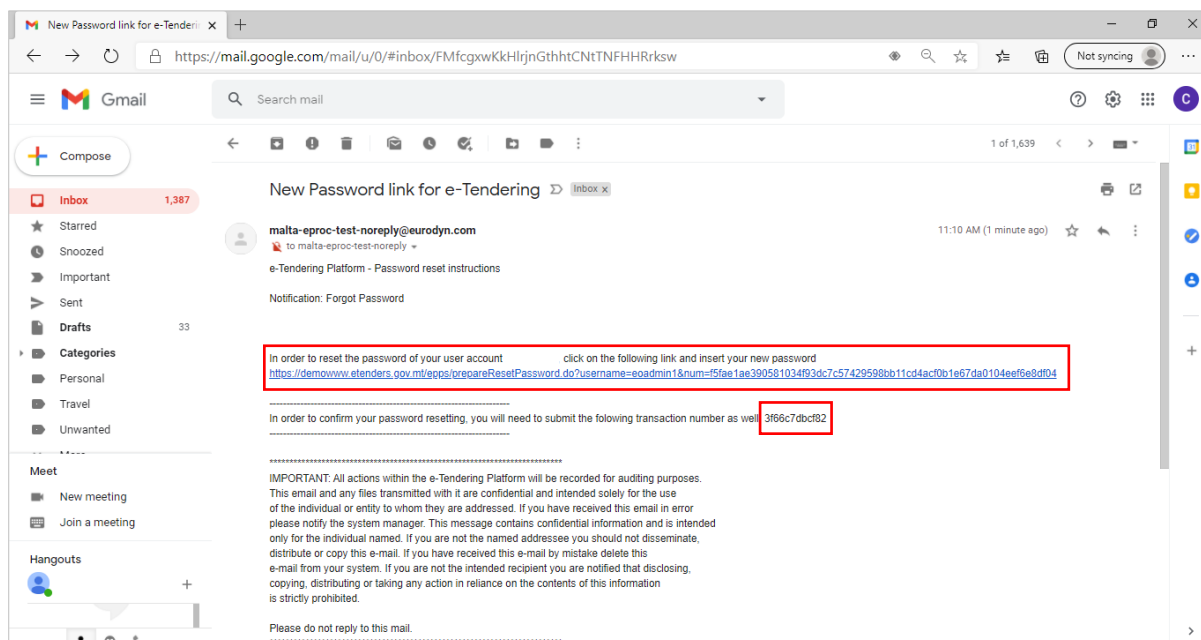 New Password link for e-Tenderi
https://mail.google.com/mail/u/0/#inbox/FMfcgxwKkHlrjnGthhtCNtTNFHHRrksw
Not syncing
Gmail
Search mail
C
Compose
1 of 1,639
Inbox 1,387
Starred
Snoozed
Important
Sent
Drafts 33
Categories
Personal
Travel
Unwanted
Meet
New meeting
Join a meeting
Hangouts
New Password link for e-Tendering Inbox x
malta-eproc-test-noreply@eurodyn.com 11:10 AM (1 minute ago)
to malta-eproc-test-noreply
e-Tendering Platform - Password reset instructions
Notification: Forgot Password
In order to reset the password of your user account click on the following link and insert your new password
https://demowww.etenders.gov.mt/epps/prepareResetPassword.do?username=eoadmin1&num=f5fae1ae390581034f93dc7c57429598bb11cd4acf0b1e67da0104eef6e8df04
------------------------------------------------------------------------
In order to confirm your password resetting, you will need to submit the folowing transaction number as well 3f66c7dbcf82
------------------------------------------------------------------------
*************************************************************************
IMPORTANT: All actions within the e-Tendering Platform will be recorded for auditing purposes.
This email and any files transmitted with it are confidential and intended solely for the use
of the individual or entity to whom they are addressed. If you have received this email in error
please notify the system manager. This message contains confidential information and is intended
only for the individual named. If you are not the named addressee you should not disseminate,
distribute or copy this e-mail. If you have received this e-mail by mistake delete this
e-mail from your system. If you are not the intended recipient you are notified that disclosing,
copying, distributing or taking any action in reliance on the contents of this information
is strictly prohibited.
Please do not reply to this mail.